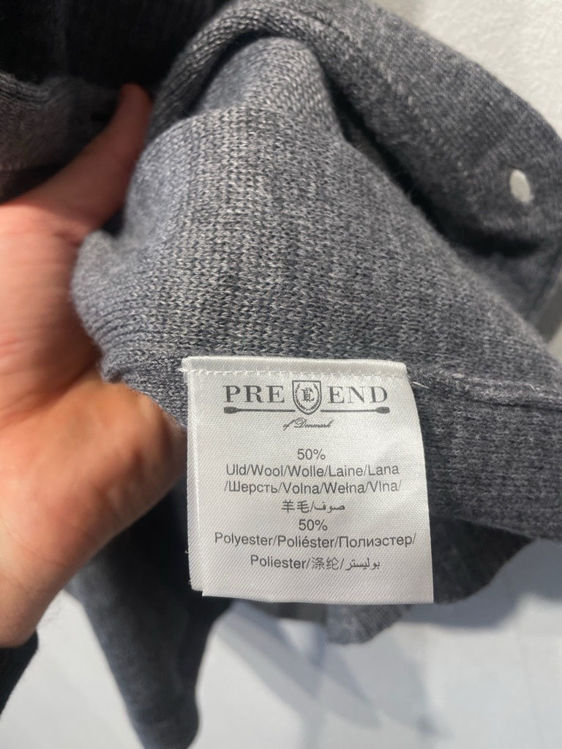 PRE END
of Denmark
50%
Uld/Wool/Wolle/Laine/Lana
/Шерсть/Volna/Wełna/Vlna/
羊毛/صوف/
50%
Polyester/Poliéster/Полиэстер/
Poliester/涤纶/بوليستر